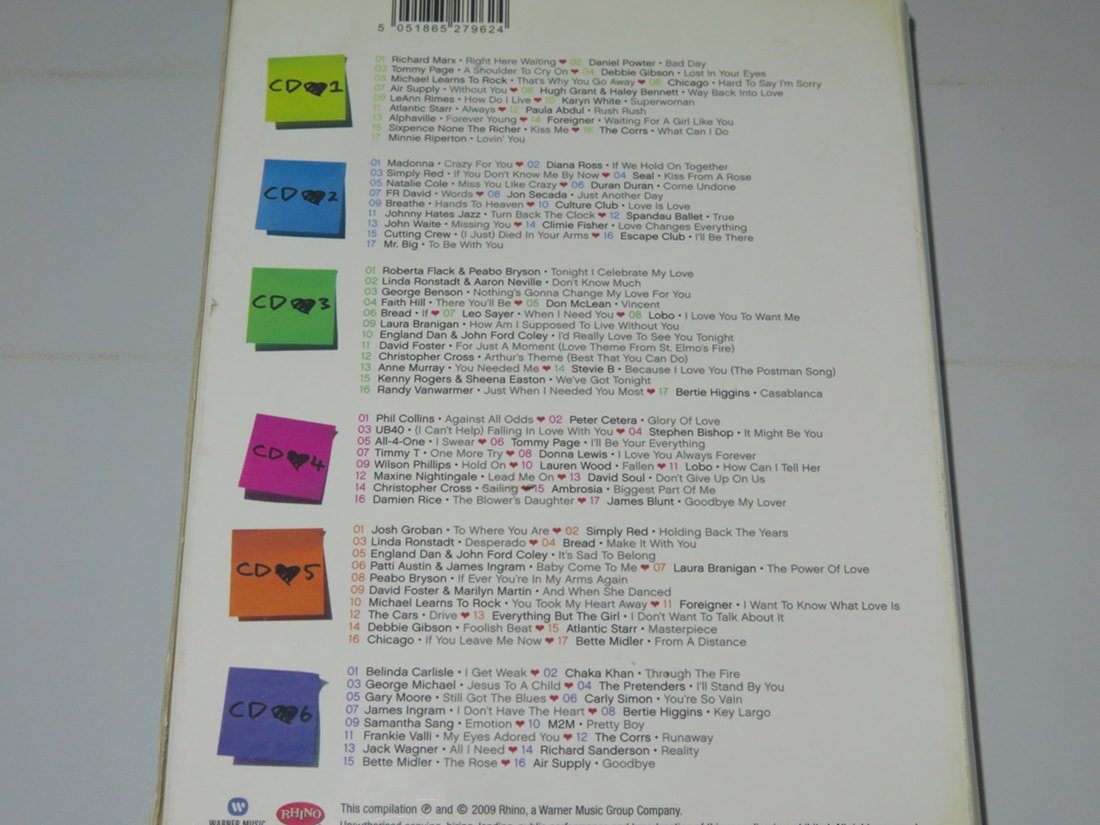 5 051865 279624
CD 1
01 Richard Marx • Right Here Waiting ❤ 02 Daniel Powter • Bad Day
03 Tommy Page • A Shoulder To Cry On ❤ 04 Debbie Gibson • Lost In Your Eyes
05 Michael Learns To Rock • That's Why You Go Away ❤ 06 Chicago • Hard To Say I'm Sorry
07 Air Supply • Without You ❤ 08 Hugh Grant & Haley Bennett • Way Back Into Love
09 LeAnn Rimes • How Do I Live ❤ 10 Karyn White • Superwoman
11 Atlantic Starr • Always ❤ 12 Paula Abdul • Rush Rush
13 Alphaville • Forever Young ❤ 14 Foreigner • Waiting For A Girl Like You
15 Sixpence None The Richer • Kiss Me ❤ 16 The Corrs • What Can I Do
17 Minnie Riperton • Lovin' You
CD 2
01 Madonna • Crazy For You ❤ 02 Diana Ross • If We Hold On Together
03 Simply Red • If You Don't Know Me By Now ❤ 04 Seal • Kiss From A Rose
05 Natalie Cole • Miss You Like Crazy ❤ 06 Duran Duran • Come Undone
07 FR David • Words ❤ 08 Jon Secada • Just Another Day
09 Breathe • Hands To Heaven ❤ 10 Culture Club • Love Is Love
11 Johnny Hates Jazz • Turn Back The Clock ❤ 12 Spandau Ballet • True
13 John Waite • Missing You ❤ 14 Climie Fisher • Love Changes Everything
15 Cutting Crew • (I Just) Died In Your Arms ❤ 16 Escape Club • I'll Be There
17 Mr. Big • To Be With You
CD 3
01 Roberta Flack & Peabo Bryson • Tonight I Celebrate My Love
02 Linda Ronstadt & Aaron Neville • Don't Know Much
03 George Benson • Nothing's Gonna Change My Love For You
04 Faith Hill • There You'll Be ❤ 05 Don McLean • Vincent
06 Bread • If ❤ 07 Leo Sayer • When I Need You ❤ 08 Lobo • I Love You To Want Me
09 Laura Branigan • How Am I Supposed To Live Without You
10 England Dan & John Ford Coley • I'd Really Love To See You Tonight
11 David Foster • For Just A Moment (Love Theme From St. Elmo's Fire)
12 Christopher Cross • Arthur's Theme (Best That You Can Do)
13 Anne Murray • You Needed Me ❤ 14 Stevie B • Because I Love You (The Postman Song)
15 Kenny Rogers & Sheena Easton • We've Got Tonight
16 Randy Vanwarmer • Just When I Needed You Most ❤ 17 Bertie Higgins • Casablanca
CD 4
01 Phil Collins • Against All Odds ❤ 02 Peter Cetera • Glory Of Love
03 UB40 • (I Can't Help) Falling In Love With You ❤ 04 Stephen Bishop • It Might Be You
05 All-4-One • I Swear ❤ 06 Tommy Page • I'll Be Your Everything
07 Timmy T • One More Try ❤ 08 Donna Lewis • I Love You Always Forever
09 Wilson Phillips • Hold On ❤ 10 Lauren Wood • Fallen ❤ 11 Lobo • How Can I Tell Her
12 Maxine Nightingale • Lead Me On ❤ 13 David Soul • Don't Give Up On Us
14 Christopher Cross • Sailing ❤ 15 Ambrosia • Biggest Part Of Me
16 Damien Rice • The Blower's Daughter ❤ 17 James Blunt • Goodbye My Lover
CD 5
01 Josh Groban • To Where You Are ❤ 02 Simply Red • Holding Back The Years
03 Linda Ronstadt • Desperado ❤ 04 Bread • Make It With You
05 England Dan & John Ford Coley • It's Sad To Belong
06 Patti Austin & James Ingram • Baby Come To Me ❤ 07 Laura Branigan • The Power Of Love
08 Peabo Bryson • If Ever You're In My Arms Again
09 David Foster & Marilyn Martin • And When She Danced
10 Michael Learns To Rock • You Took My Heart Away ❤ 11 Foreigner • I Want To Know What Love Is
12 The Cars • Drive ❤ 13 Everything But The Girl • I Don't Want To Talk About It
14 Debbie Gibson • Foolish Beat ❤ 15 Atlantic Starr • Masterpiece
16 Chicago • If You Leave Me Now ❤ 17 Bette Midler • From A Distance
CD 6
01 Belinda Carlisle • I Get Weak ❤ 02 Chaka Khan • Through The Fire
03 George Michael • Jesus To A Child ❤ 04 The Pretenders • I'll Stand By You
05 Gary Moore • Still Got The Blues ❤ 06 Carly Simon • You're So Vain
07 James Ingram • I Don't Have The Heart ❤ 08 Bertie Higgins • Key Largo
09 Samantha Sang • Emotion ❤ 10 M2M • Pretty Boy
11 Frankie Valli • My Eyes Adored You ❤ 12 The Corrs • Runaway
13 Jack Wagner • All I Need ❤ 14 Richard Sanderson • Reality
15 Bette Midler • The Rose ❤ 16 Air Supply • Goodbye
WARNER MUSIC
RHINO
This compilation ℗ and © 2009 Rhino, a Warner Music Group Company.